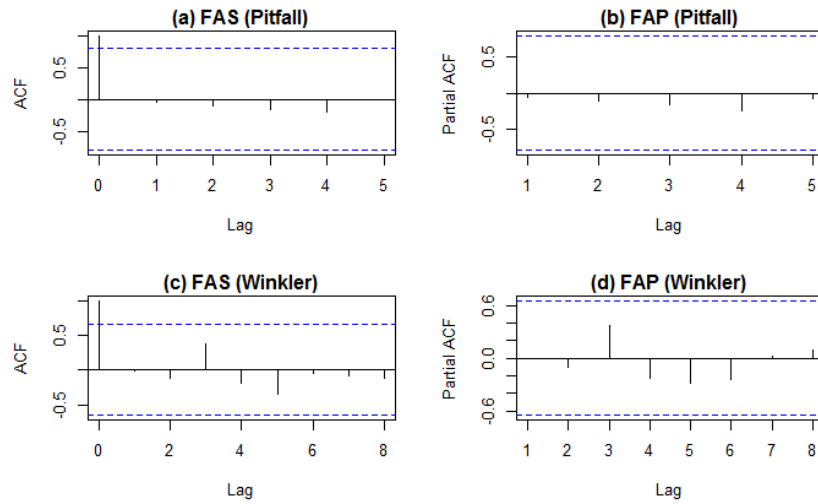 (a) FAS (Pitfall)
ACF
0.5
-0.5
0 1 2 3 4 5
Lag
(b) FAP (Pitfall)
Partial ACF
0.5
-0.5
1 2 3 4 5
Lag
(c) FAS (Winkler)
ACF
0.5
-0.5
0 2 4 6 8
Lag
(d) FAP (Winkler)
Partial ACF
0.6
0.0
-0.6
1 2 3 4 5 6 7 8
Lag